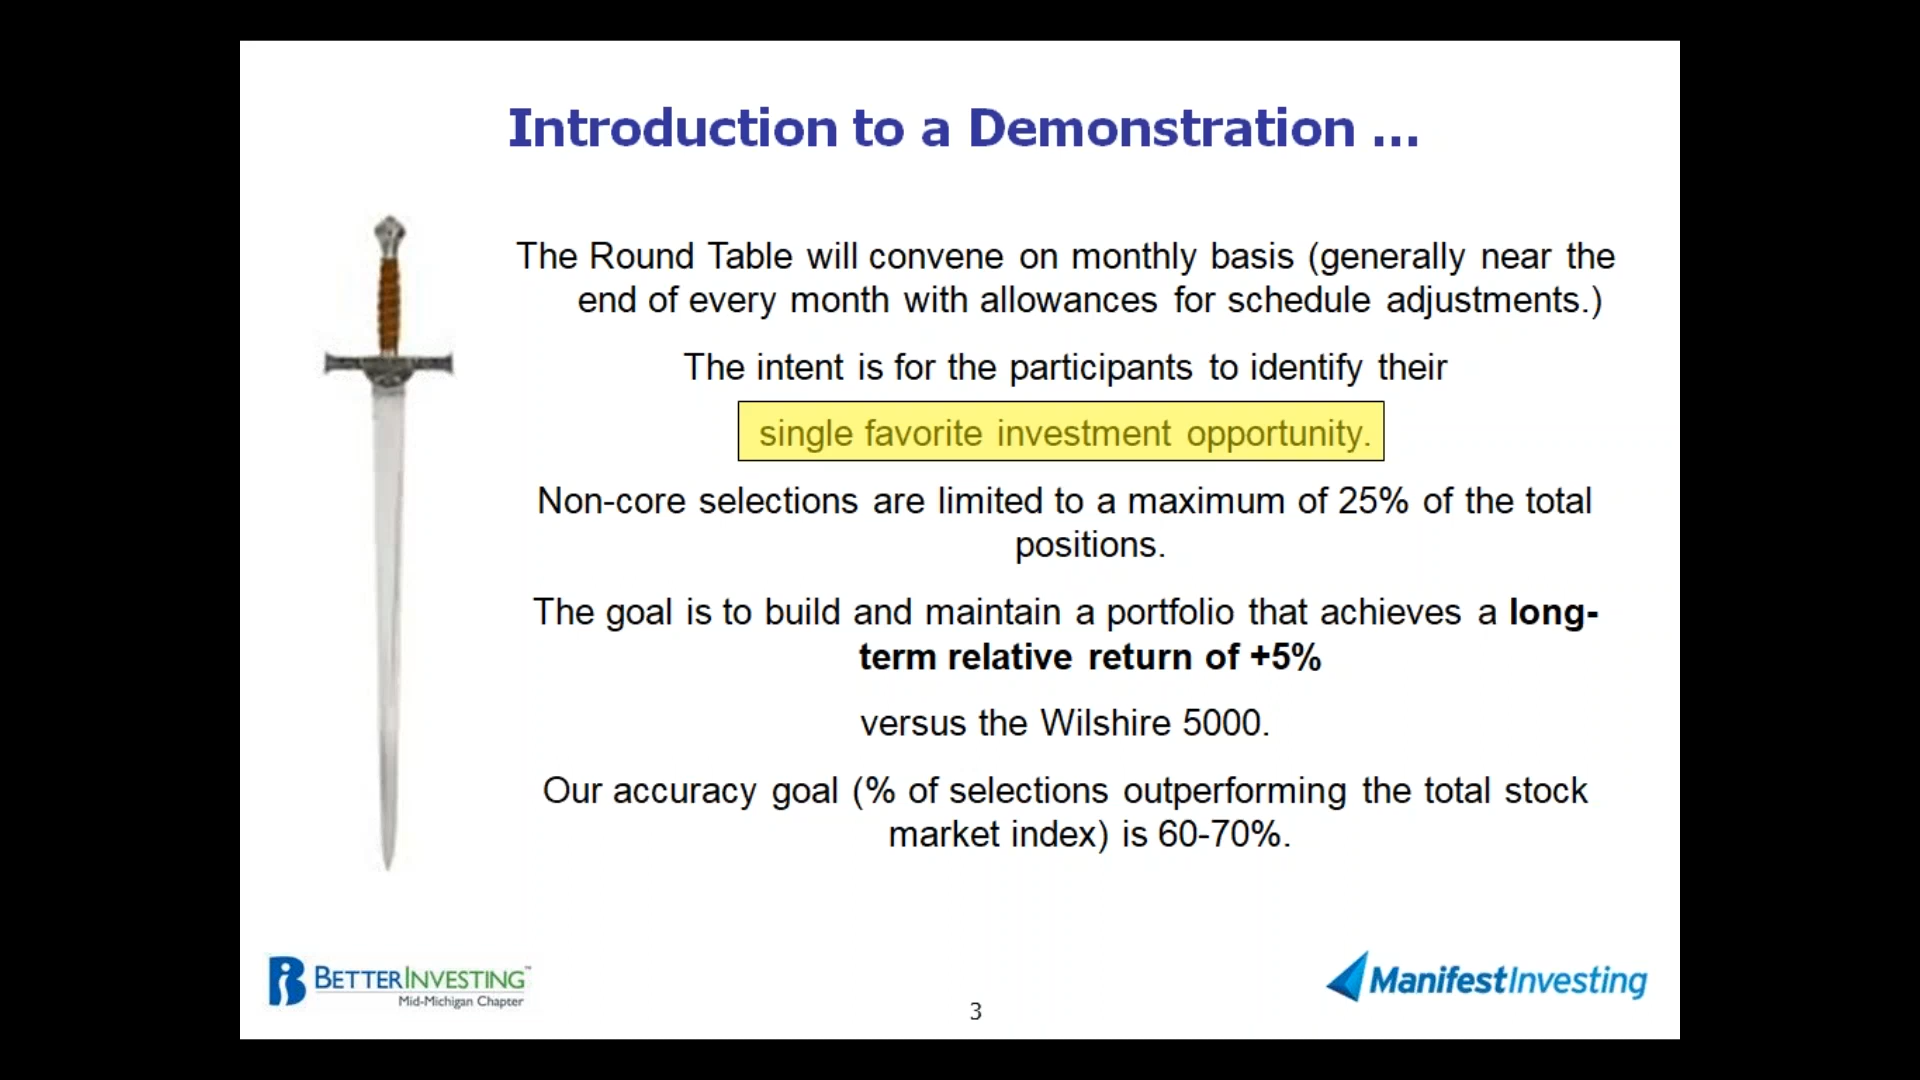 Introduction to a Demonstration ...
The Round Table will convene on monthly basis (generally near the
end of every month with allowances for schedule adjustments.)
The intent is for the participants to identify their
single favorite investment opportunity.
Non-core selections are limited to a maximum of 25% of the total
positions.
The goal is to build and maintain a portfolio that achieves a long-
term relative return of +5%
versus the Wilshire 5000.
Our accuracy goal (% of selections outperforming the total stock
market index) is 60-70%.
BETTERINVESTING™
Mid-Michigan Chapter
3
ManifestInvesting